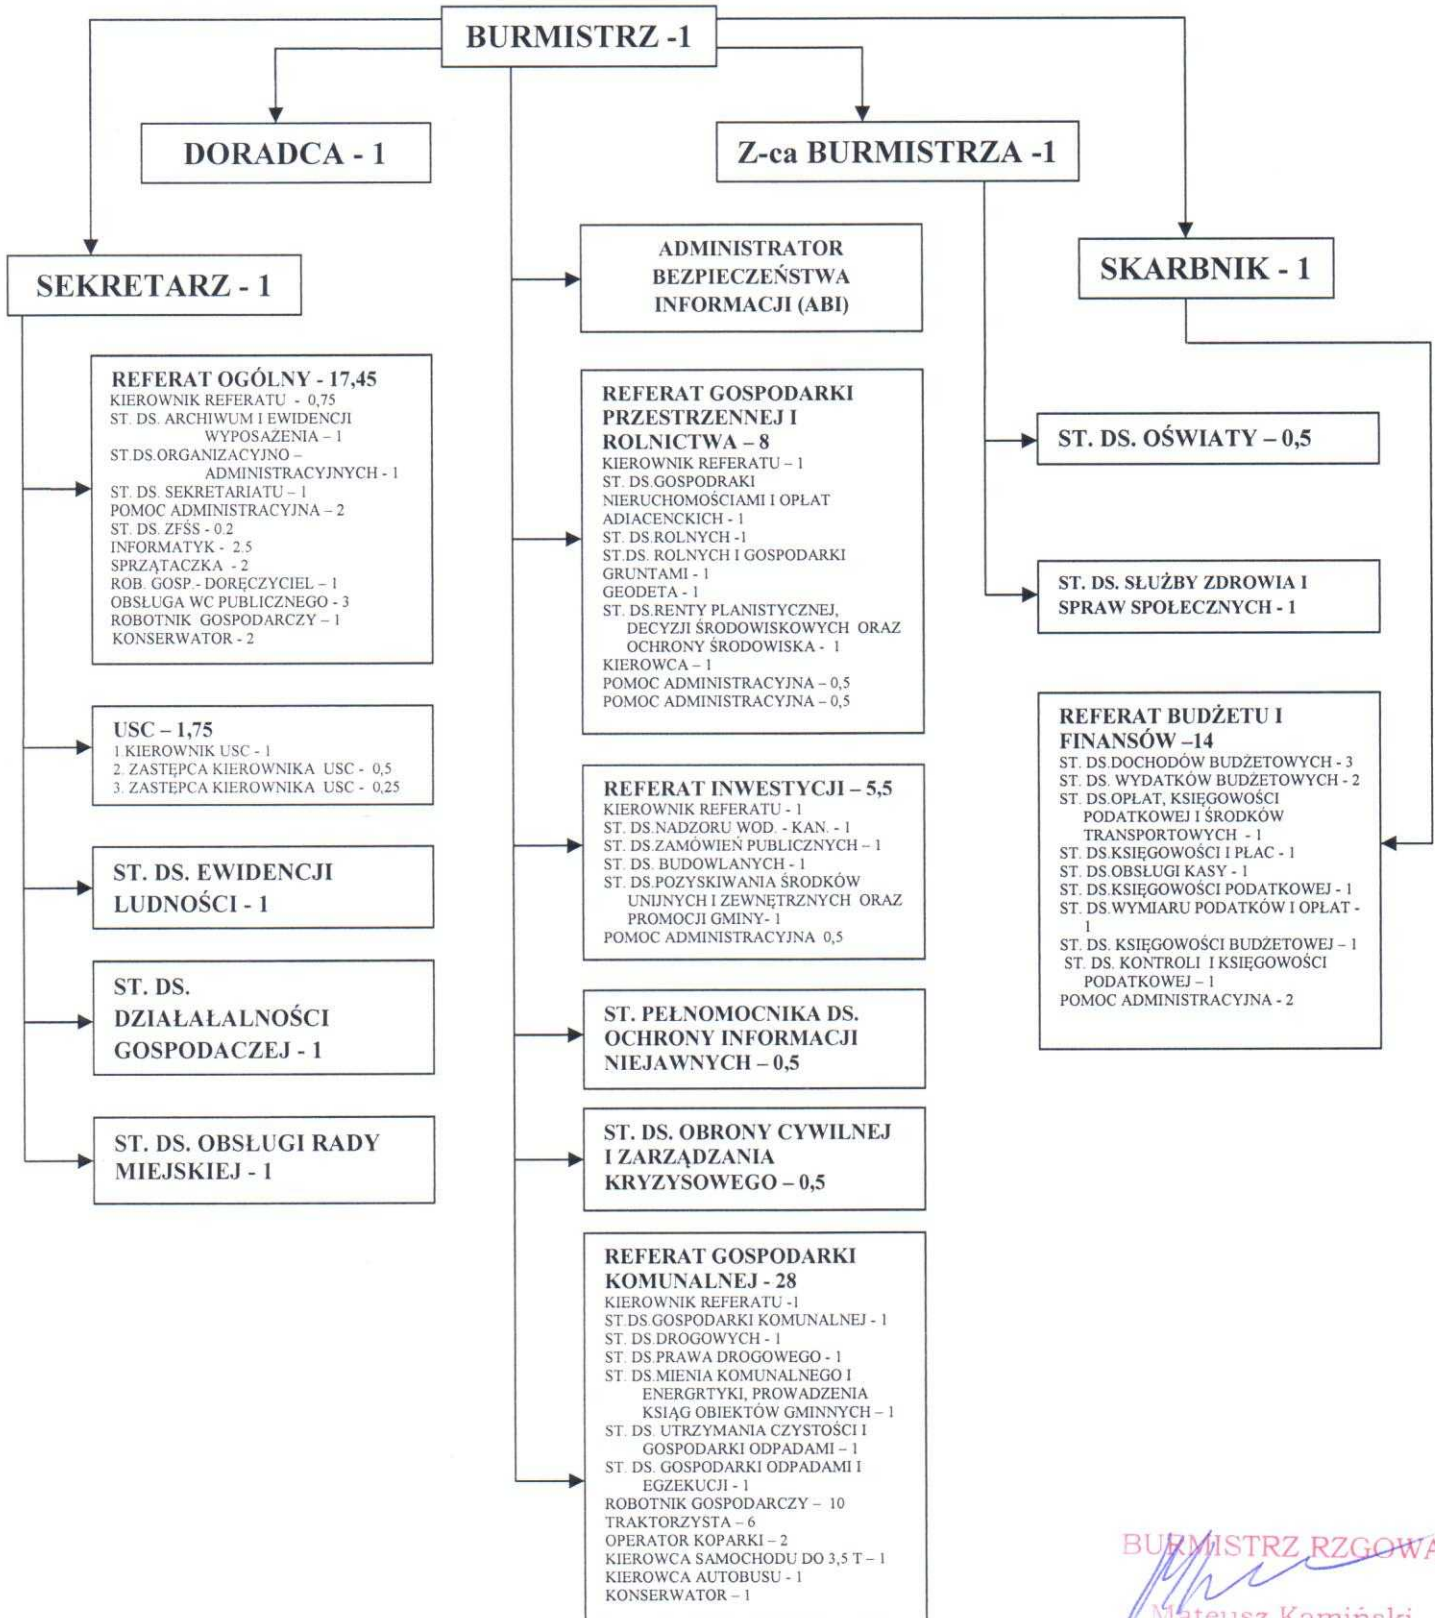 BURMISTRZ -1
DORADCA - 1
Z-ca BURMISTRZA -1
SEKRETARZ - 1
ADMINISTRATOR
BEZPIECZEŃSTWA
INFORMACJI (ABI)
SKARBNIK - 1
REFERAT OGÓLNY - 17,45
KIEROWNIK REFERATU - 0,75
ST. DS. ARCHIWUM I EWIDENCJI
WYPOSAŻENIA – 1
ST.DS.ORGANIZACYJNO –
ADMINISTRACYJNYCH - 1
ST. DS. SEKRETARIATU – 1
POMOC ADMINISTRACYJNA – 2
ST. DS. ZFŚS - 0.2
INFORMATYK - 2.5
SPRZĄTACZKA - 2
ROB. GOSP.- DORĘCZYCIEL – 1
OBSŁUGA WC PUBLICZNEGO - 3
ROBOTNIK GOSPODARCZY – 1
KONSERWATOR - 2
USC – 1,75
1.KIEROWNIK USC - 1
2. ZASTĘPCA KIEROWNIKA USC - 0,5
3. ZASTĘPCA KIEROWNIKA USC - 0,25
ST. DS. EWIDENCJI
LUDNOŚCI - 1
ST. DS.
DZIAŁAŁALNOŚCI
GOSPODACZEJ - 1
ST. DS. OBSŁUGI RADY
MIEJSKIEJ - 1
REFERAT GOSPODARKI
PRZESTRZENNEJ I
ROLNICTWA – 8
KIEROWNIK REFERATU – 1
ST. DS.GOSPODRAKI
NIERUCHOMOŚCIAMI I OPŁAT
ADIACENCKICH - 1
ST. DS.ROLNYCH -1
ST.DS. ROLNYCH I GOSPODARKI
GRUNTAMI - 1
GEODETA - 1
ST. DS.RENTY PLANISTYCZNEJ,
DECYZJI ŚRODOWISKOWYCH ORAZ
OCHRONY ŚRODOWISKA - 1
KIEROWCA – 1
POMOC ADMINISTRACYJNA – 0,5
POMOC ADMINISTRACYJNA – 0,5
REFERAT INWESTYCJI – 5,5
KIEROWNIK REFERATU - 1
ST. DS.NADZORU WOD. - KAN. - 1
ST. DS.ZAMÓWIEŃ PUBLICZNYCH – 1
ST. DS. BUDOWLANYCH - 1
ST. DS.POZYSKIWANIA ŚRODKÓW
UNIJNYCH I ZEWNĘTRZNYCH ORAZ
PROMOCJI GMINY- 1
POMOC ADMINISTRACYJNA 0,5
ST. PEŁNOMOCNIKA DS.
OCHRONY INFORMACJI
NIEJAWNYCH – 0,5
ST. DS. OBRONY CYWILNEJ
I ZARZĄDZANIA
KRYZYSOWEGO – 0,5
REFERAT GOSPODARKI
KOMUNALNEJ - 28
KIEROWNIK REFERATU -1
ST.DS.GOSPODARKI KOMUNALNEJ - 1
ST. DS.DROGOWYCH - 1
ST. DS.PRAWA DROGOWEGO - 1
ST. DS.MIENIA KOMUNALNEGO I
ENERGRTYKI, PROWADZENIA
KSIĄG OBIEKTÓW GMINNYCH – 1
ST. DS. UTRZYMANIA CZYSTOŚCI I
GOSPODARKI ODPADAMI – 1
ST. DS. GOSPODARKI ODPADAMI I
EGZEKUCJI - 1
ROBOTNIK GOSPODARCZY – 10
TRAKTORZYSTA – 6
OPERATOR KOPARKI – 2
KIEROWCA SAMOCHODU DO 3,5 T – 1
KIEROWCA AUTOBUSU - 1
KONSERWATOR – 1
ST. DS. OŚWIATY – 0,5
ST. DS. SŁUŻBY ZDROWIA I
SPRAW SPOŁECZNYCH - 1
REFERAT BUDŻETU I
FINANSÓW –14
ST. DS.DOCHODÓW BUDŻETOWYCH - 3
ST. DS. WYDATKÓW BUDŻETOWYCH - 2
ST. DS.OPŁAT, KSIĘGOWOŚCI
PODATKOWEJ I ŚRODKÓW
TRANSPORTOWYCH - 1
ST. DS.KSIĘGOWOŚCI I PŁAC - 1
ST. DS.OBSŁUGI KASY - 1
ST. DS.KSIĘGOWOŚCI PODATKOWEJ - 1
ST. DS.WYMIARU PODATKÓW I OPŁAT -
1
ST. DS. KSIĘGOWOŚCI BUDŻETOWEJ – 1
ST. DS. KONTROLI I KSIĘGOWOŚCI
PODATKOWEJ – 1
POMOC ADMINISTRACYJNA - 2
BURMISTRZ RZGOWA
Mateusz Kamiński